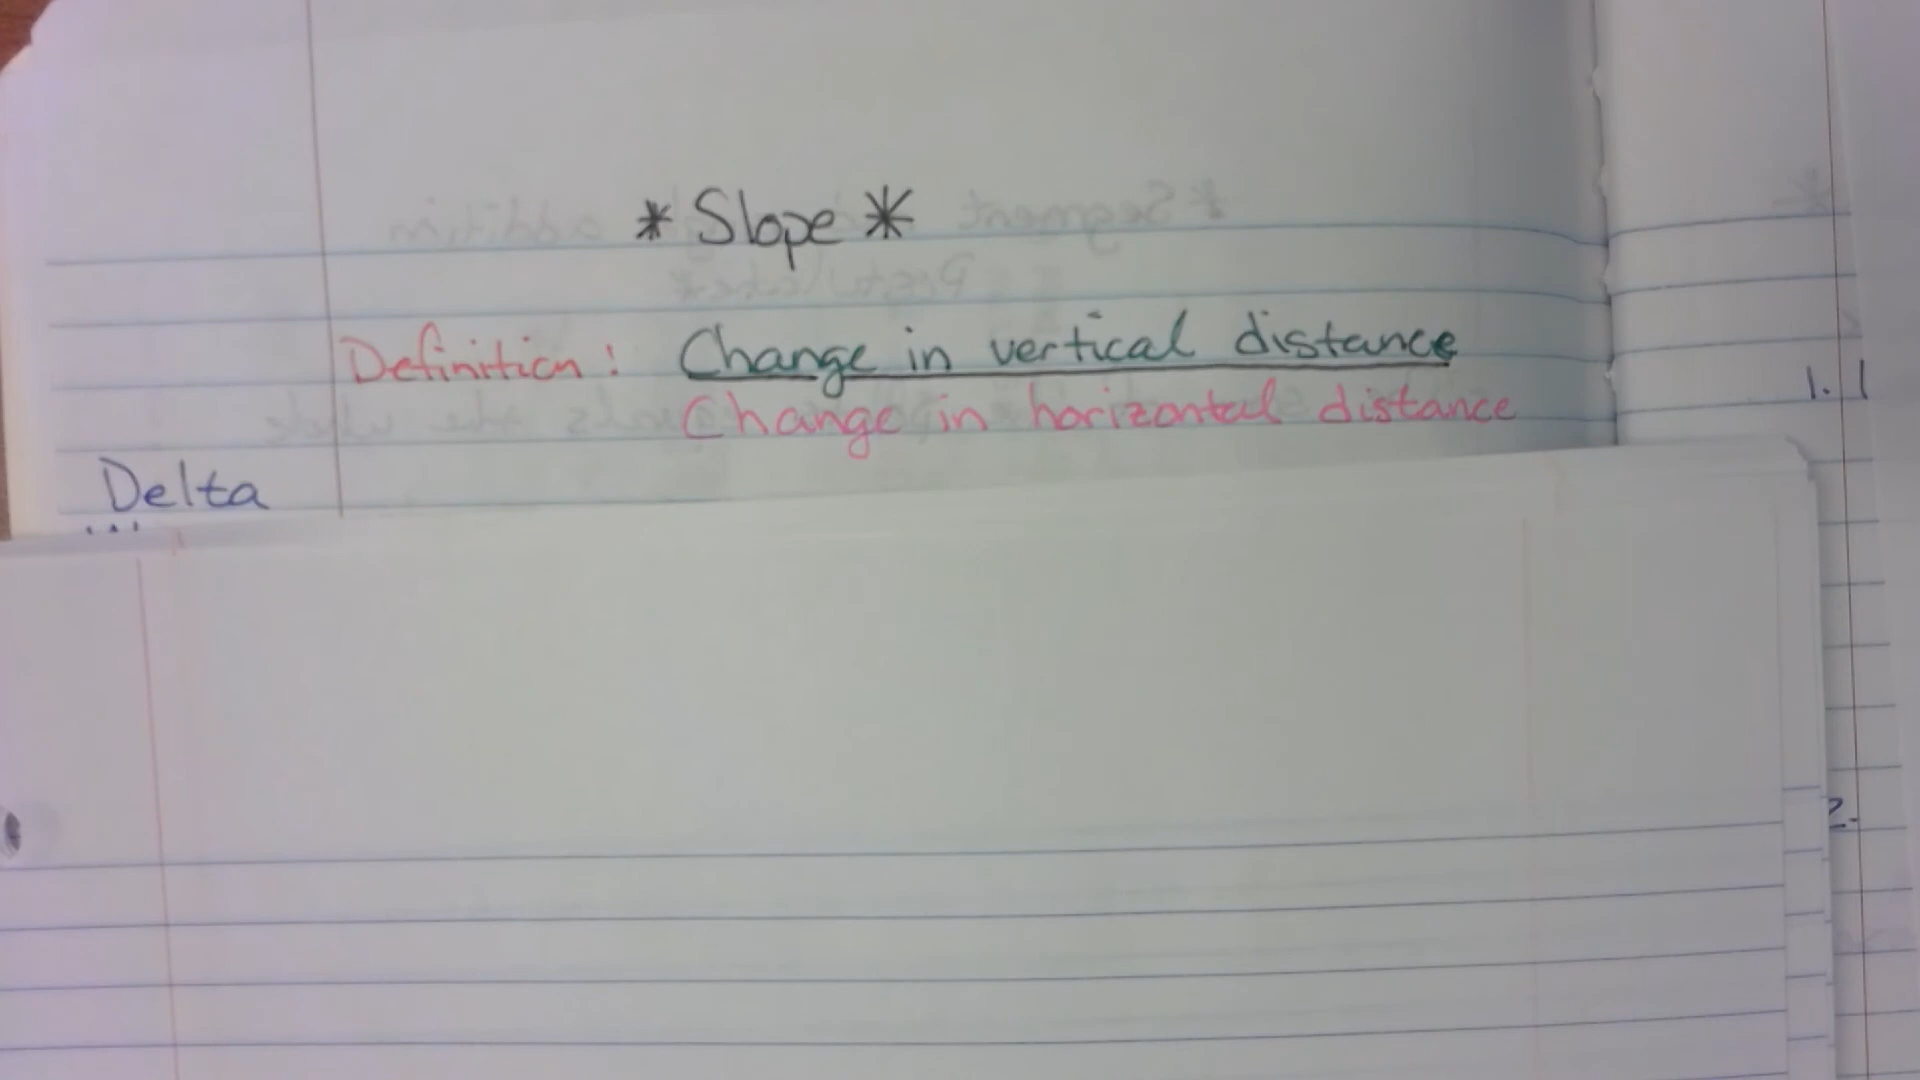 * Slope *
Definition: Change in vertical distance
Change in horizontal distance
Delta
1. 1
2.